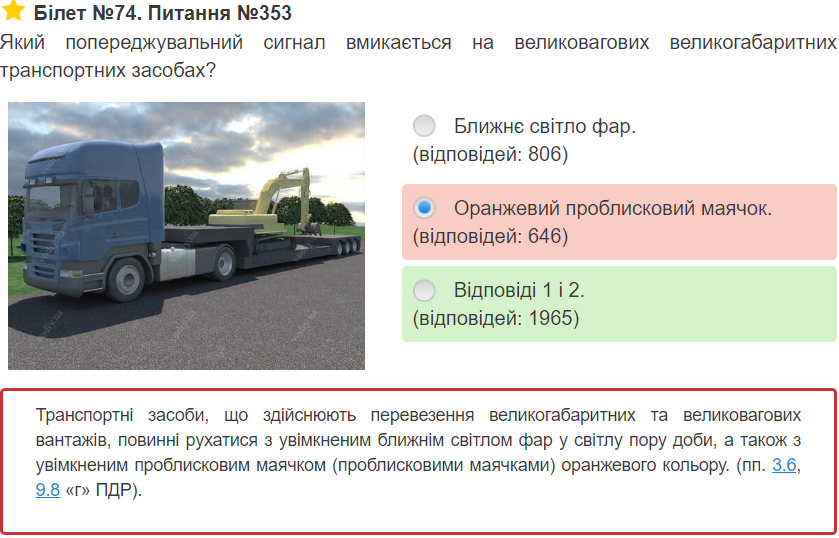 Білет №74. Питання №353
Який попереджувальний сигнал вмикається на великовагових великогабаритних
транспортних засобах?
Ближнє світло фар.
(відповідей: 806)
Оранжевий проблисковий маячок.
(відповідей: 646)
Відповіді 1 і 2.
(відповідей: 1965)
Транспортні засоби, що здійснюють перевезення великогабаритних та великовагових
вантажів, повинні рухатися з увімкненим ближнім світлом фар у світлу пору доби, а також з
увімкненим проблисковим маячком (проблисковими маячками) оранжевого кольору. (пп. 3.6,
9.8 «г» ПДР).